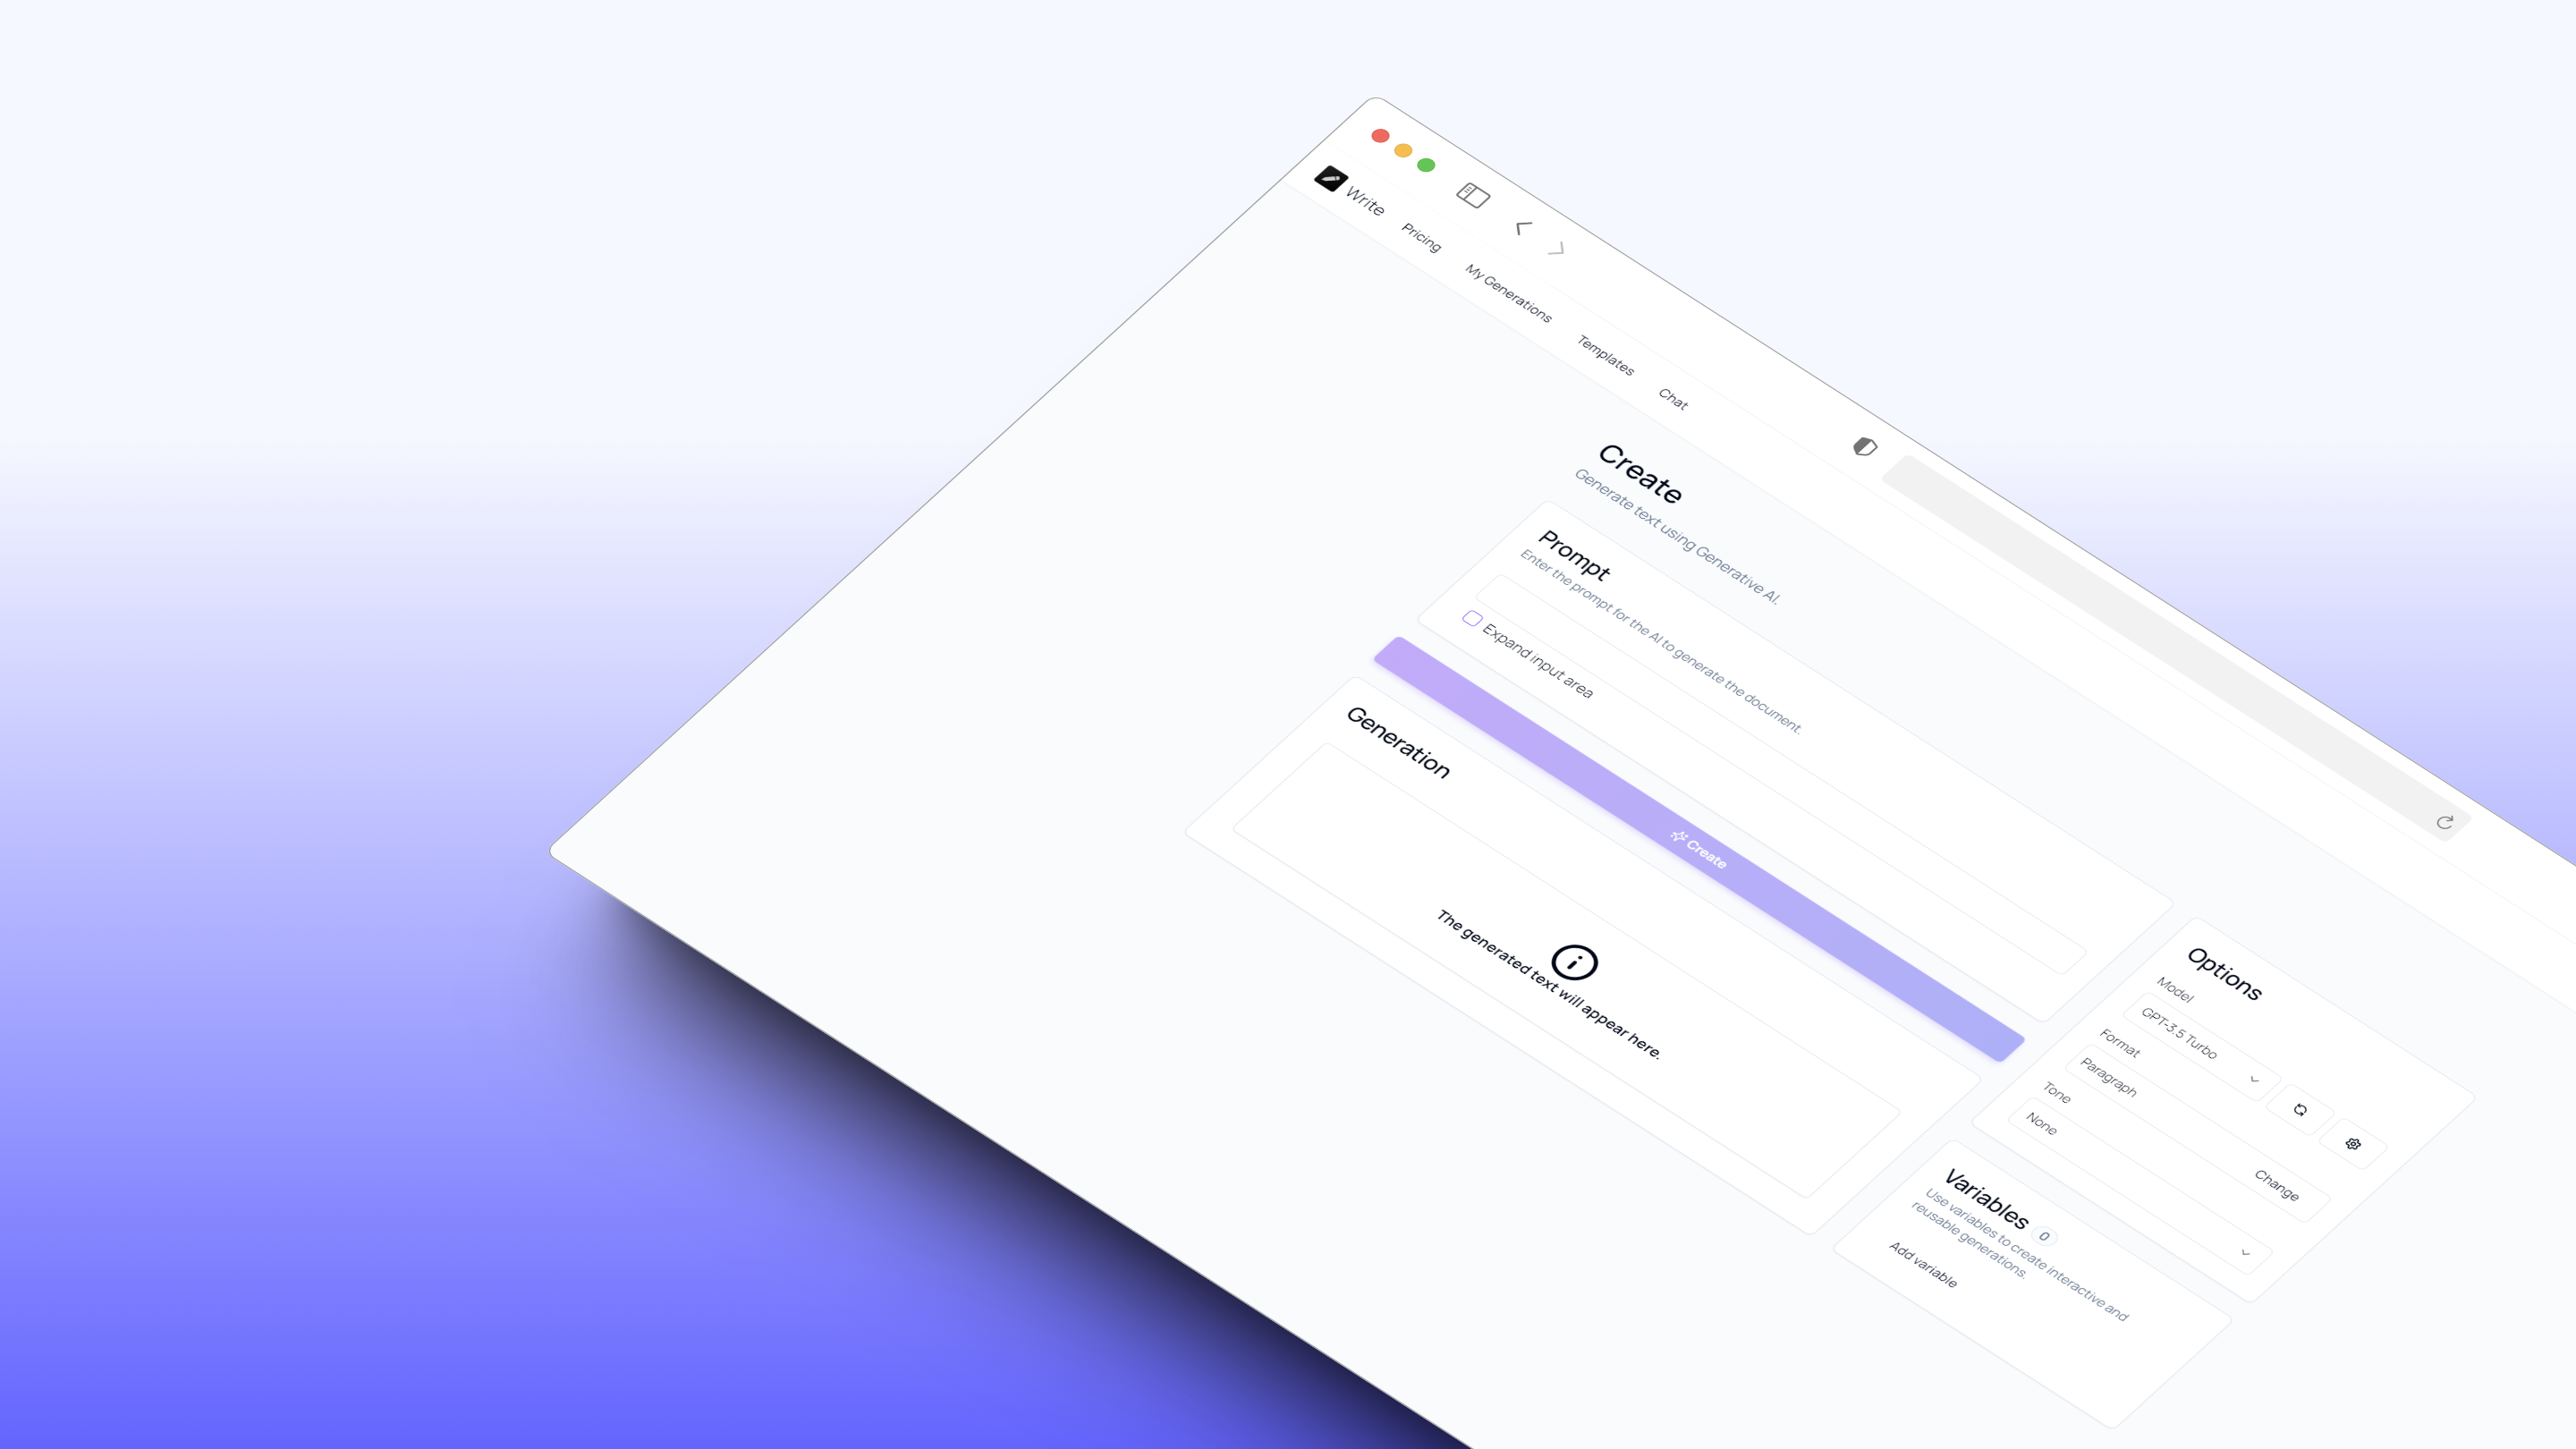 Write
Pricing
My Generations
Templates
Chat
Create
Generate text using Generative AI.
Prompt
Enter the prompt for the AI to generate the document.
Expand input area
Create
Generation
The generated text will appear here.
Options
Model
GPT-3.5 Turbo
Format
Paragraph
Change
Tone
None
Variables 0
Use variables to create interactive and
reusable generations.
Add variable